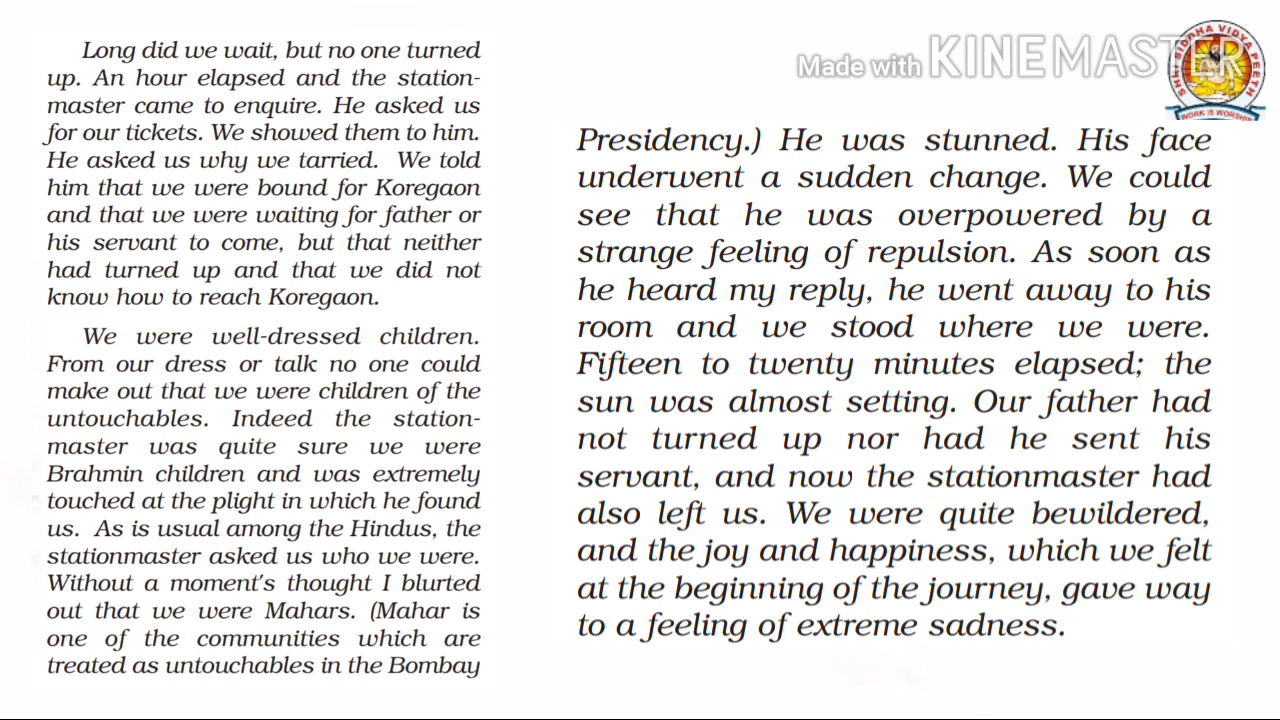 Long did we wait, but no one turned
up. An hour elapsed and the station-
master came to enquire. He asked us
for our tickets. We showed them to him.
He asked us why we tarried. We told
him that we were bound for Koregaon
and that we were waiting for father or
his servant to come, but that neither
had turned up and that we did not
know how to reach Koregaon.
We were well-dressed children.
From our dress or talk no one could
make out that we were children of the
untouchables. Indeed the station-
master was quite sure we were
Brahmin children and was extremely
touched at the plight in which he found
us. As is usual among the Hindus, the
stationmaster asked us who we were.
Without a moment's thought I blurted
out that we were Mahars. (Mahar is
one of the communities which are
treated as untouchables in the Bombay
Made with KINEMASTER
SHRI SIDDHA VIDYA PEETH
WORK IS WORSHIP
Presidency.) He was stunned. His face
underwent a sudden change. We could
see that he was overpowered by a
strange feeling of repulsion. As soon as
he heard my reply, he went away to his
room and we stood where we were.
Fifteen to twenty minutes elapsed; the
sun was almost setting. Our father had
not turned up nor had he sent his
servant, and now the stationmaster had
also left us. We were quite bewildered,
and the joy and happiness, which we felt
at the beginning of the journey, gave way
to a feeling of extreme sadness.